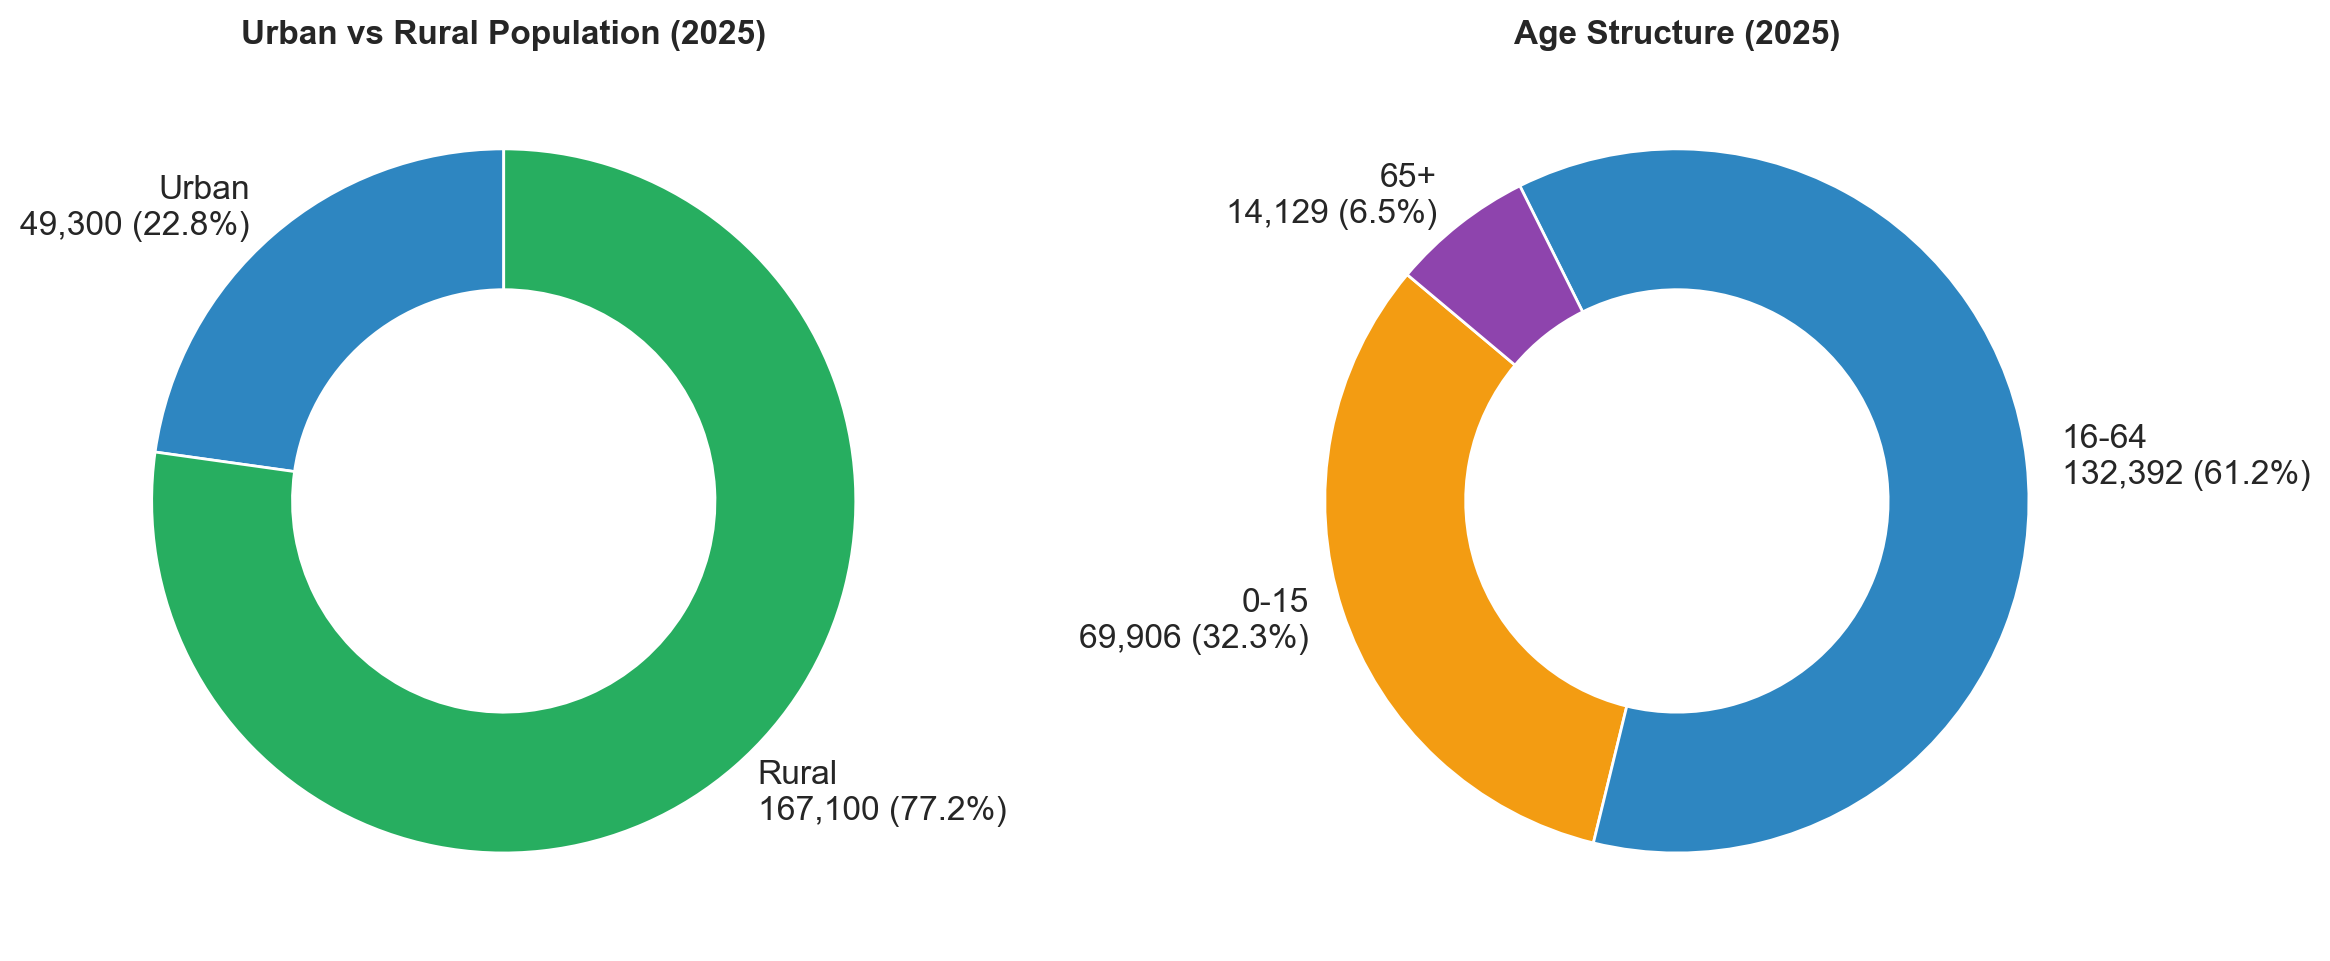 Urban vs Rural Population (2025)
Urban
49,300 (22.8%)
Rural
167,100 (77.2%)
Age Structure (2025)
65+
14,129 (6.5%)
16-64
132,392 (61.2%)
0-15
69,906 (32.3%)